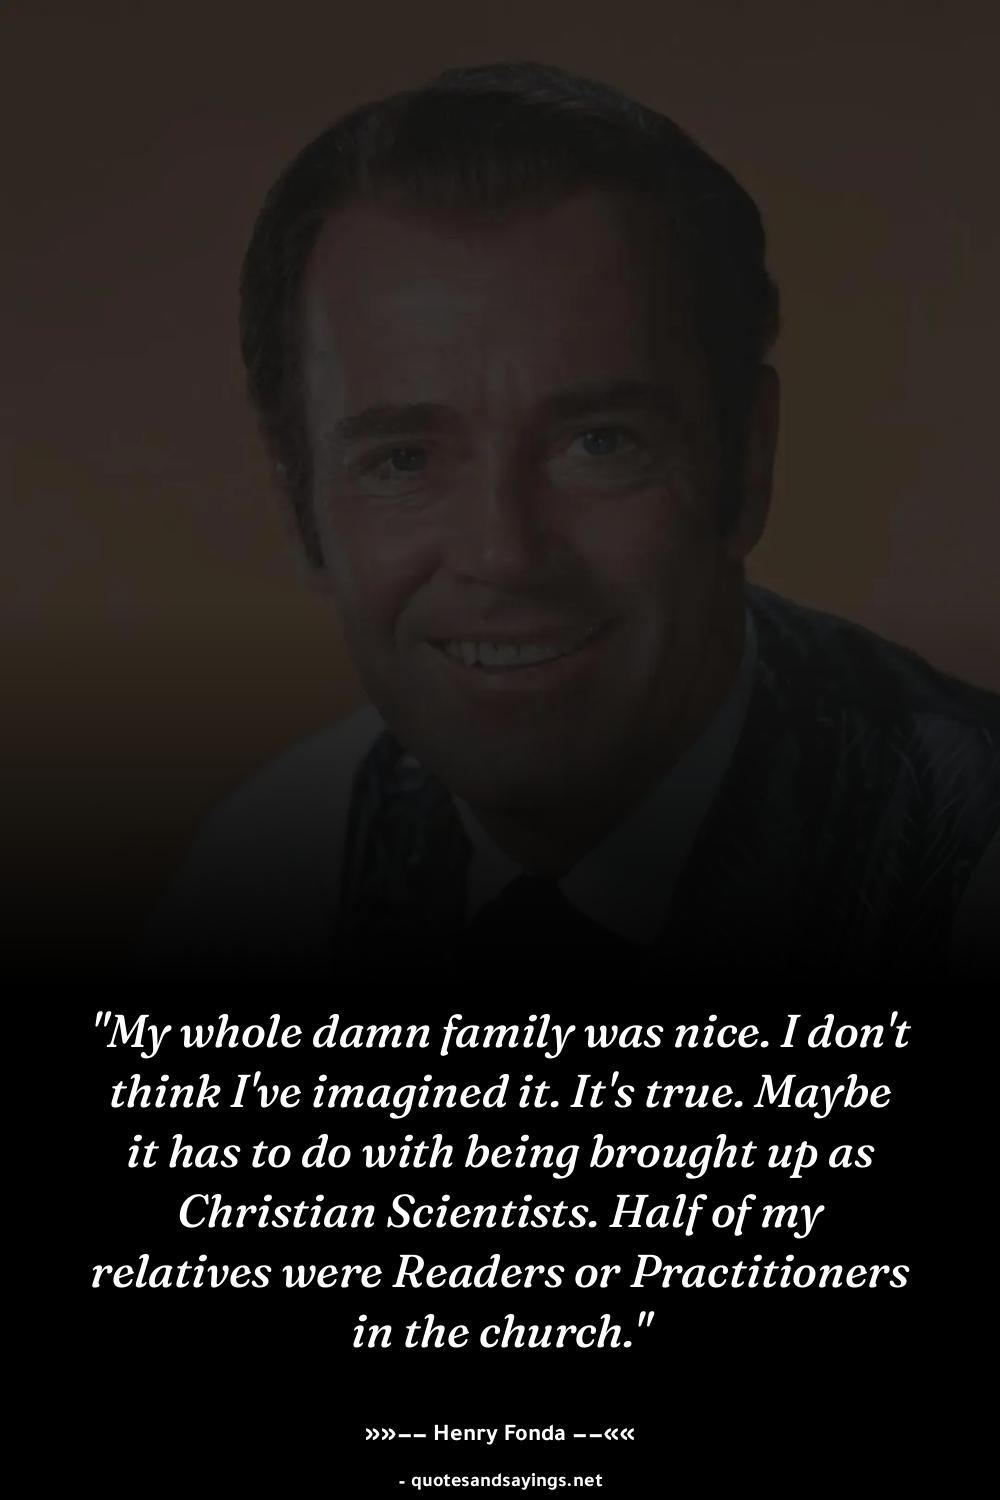 "My whole damn family was nice. I don't
think I've imagined it. It's true. Maybe
it has to do with being brought up as
Christian Scientists. Half of my
relatives were Readers or Practitioners
in the church."
»»–– Henry Fonda ––««
- quotesandsayings.net